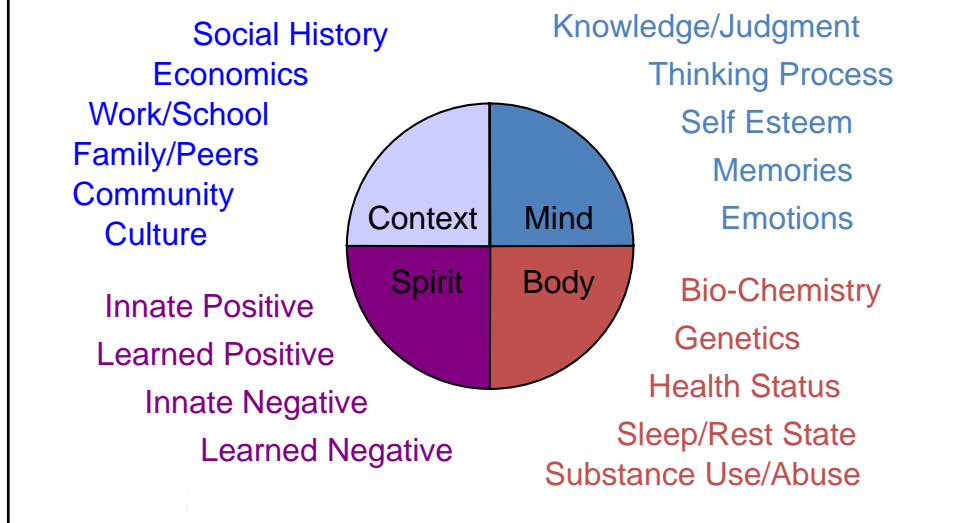 Social History
Economics
Work/School
Family/Peers
Community
Culture
Knowledge/Judgment
Thinking Process
Self Esteem
Memories
Emotions
Context
Mind
Spirit
Body
Innate Positive
Learned Positive
Innate Negative
Learned Negative
Bio-Chemistry
Genetics
Health Status
Sleep/Rest State
Substance Use/Abuse